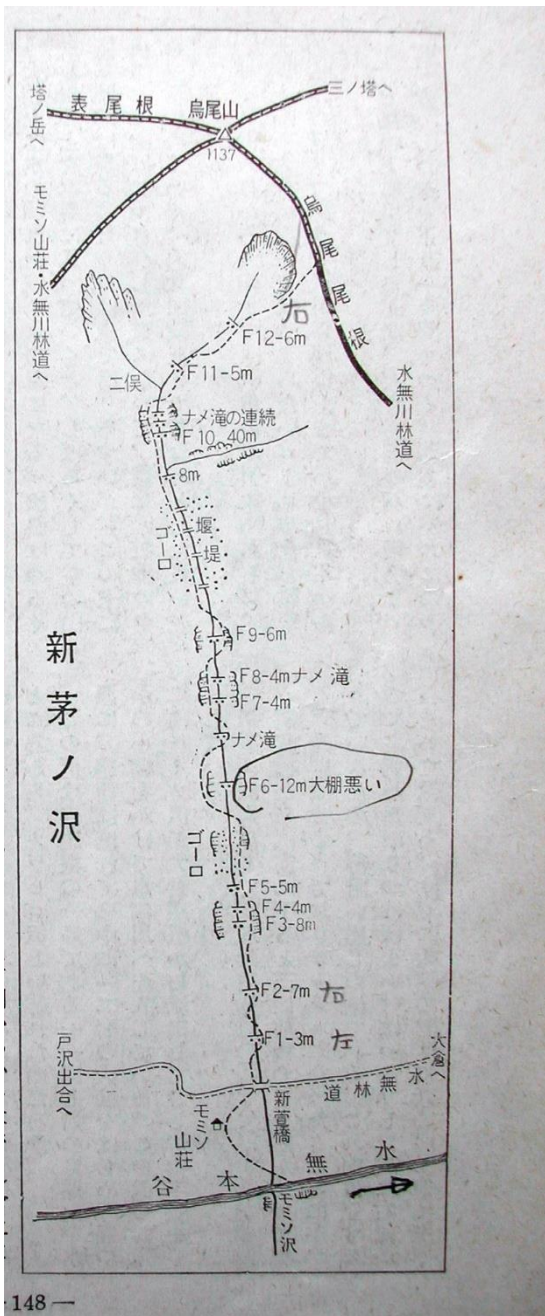 三ノ塔へ
塔ノ岳へ
表尾根
烏尾山
1137
モミソ山荘・水無川林道へ
尾尾根
右
F12-6m
F11-5m
二俣
水無川林道へ
ナメ滝の連続
F10 40m
8m
堰堤
ゴーロ
F9-6m
新茅ノ沢
F8-4mナメ滝
F7-4m
ナメ滝
F6-12m大棚悪い
ゴーロ
F5-5m
F4-4m
F3-8m
F2-7m 右
F1-3m 左
戸沢出合へ
大倉へ
水無林道
新萱橋
モミソ山荘
水無本谷
モミソ沢
148 —